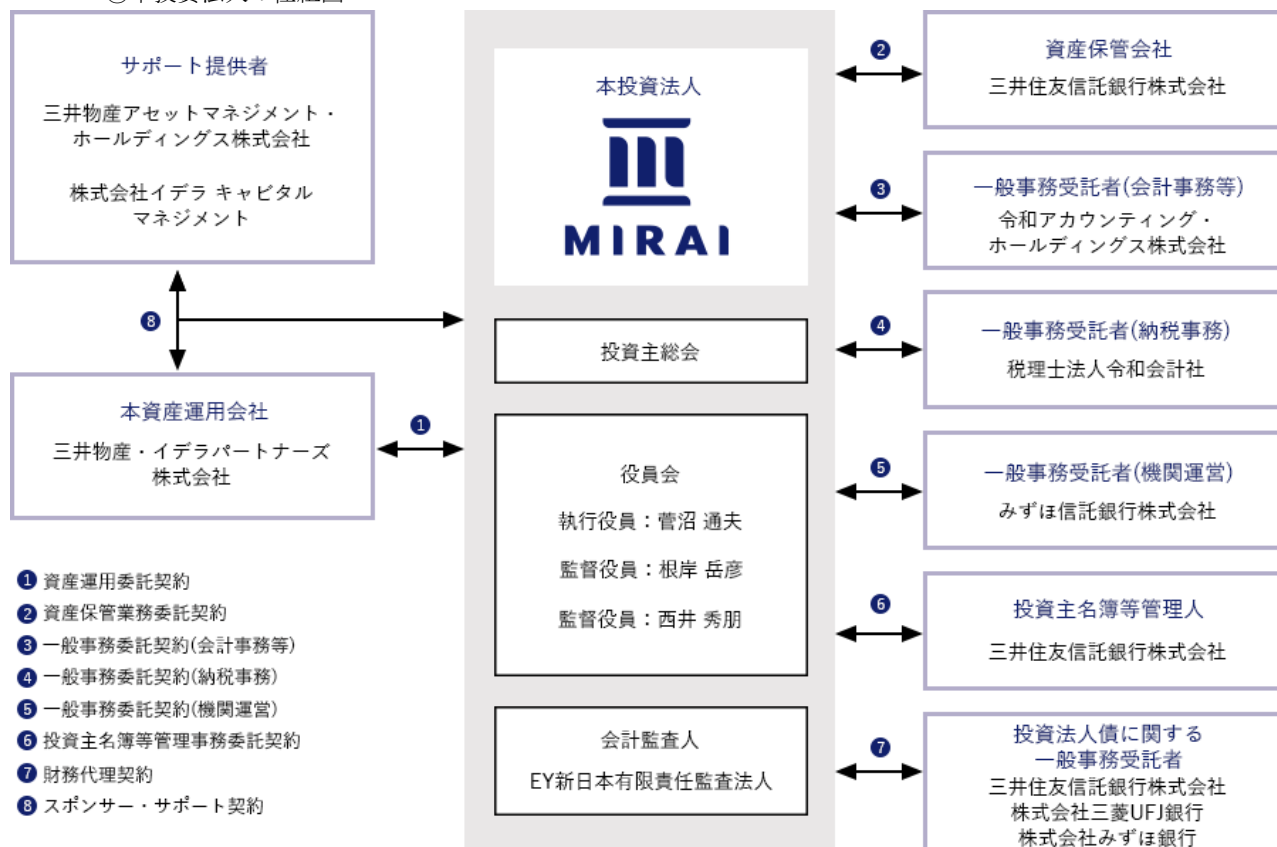 サポート提供者
三井物産アセットマネジメント・
ホールディングス株式会社
株式会社イデラ キャピタル
マネジメント
8
本資産運用会社
三井物産・イデラパートナーズ
株式会社
1
1 資産運用委託契約
2 資産保管業務委託契約
3 一般事務委託契約(会計事務等)
4 一般事務委託契約(納税事務)
5 一般事務委託契約(機関運営)
6 投資主名簿等管理事務委託契約
7 財務代理契約
8 スポンサー・サポート契約
本投資法人
MIRAI
投資主総会
役員会
執行役員：菅沼 通夫
監督役員：根岸 岳彦
監督役員：西井 秀朋
会計監査人
EY新日本有限責任監査法人
2
資産保管会社
三井住友信託銀行株式会社
3
一般事務受託者(会計事務等)
令和アカウンティング・
ホールディングス株式会社
4
一般事務受託者(納税事務)
税理士法人令和会計社
5
一般事務受託者(機関運営)
みずほ信託銀行株式会社
6
投資主名簿等管理人
三井住友信託銀行株式会社
7
投資法人債に関する
一般事務受託者
三井住友信託銀行株式会社
株式会社三菱UFJ銀行
株式会社みずほ銀行